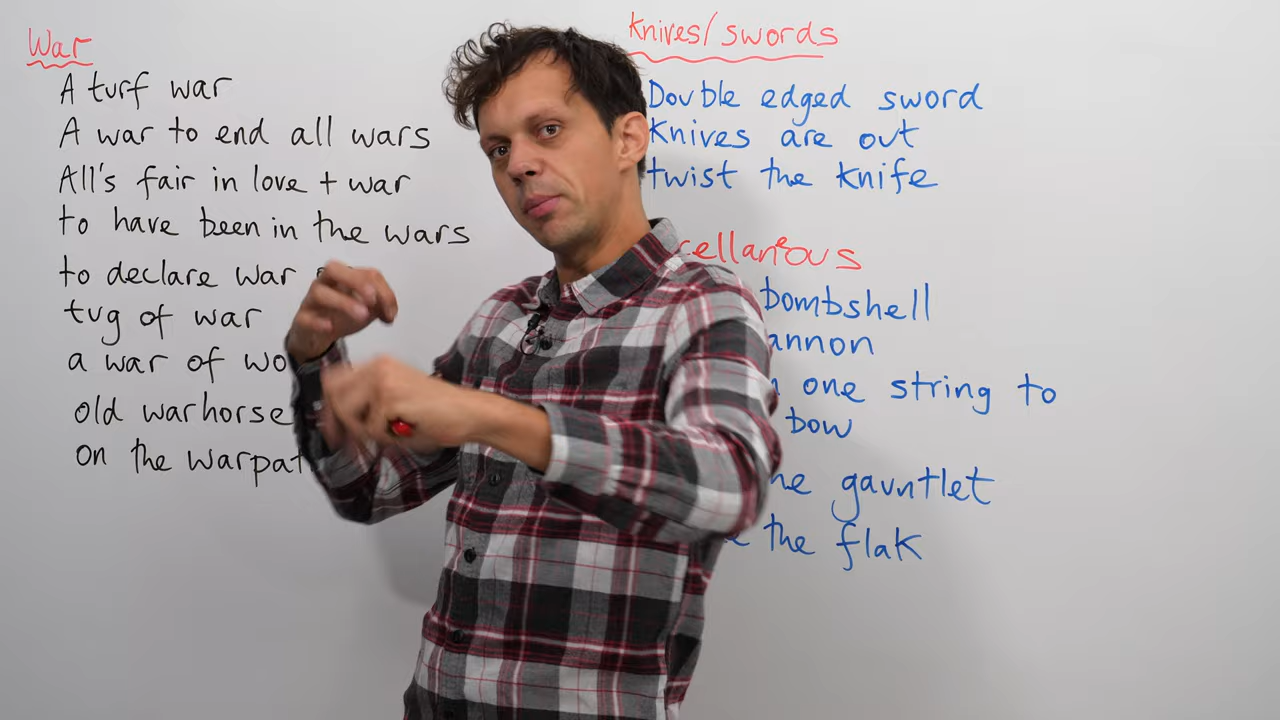 War
A turf war
A war to end all wars
All's fair in love + war
to have been in the wars
to declare war
tug of war
a war of
old warhorse
on the
knives/swords
Double edged sword
Knives are out
twist the knife
bombshell
one string to
bow
gauntlet
the flak